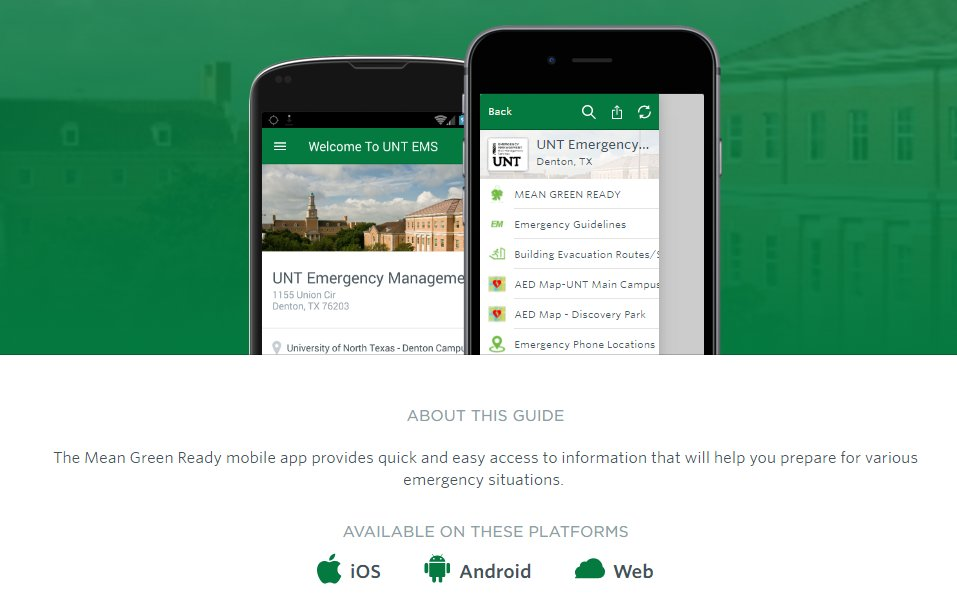 Welcome To UNT EMS
UNT Emergency Manageme
1155 Union Cir
Denton, TX 76203
University of North Texas - Denton Campu
Back
EMERGENCY
MANAGEMENT
UNT
UNT Emergency...
Denton, TX
MEAN GREEN READY
EM Emergency Guidelines
Building Evacuation Routes/S
AED Map-UNT Main Campus
AED Map - Discovery Park
Emergency Phone Locations
ABOUT THIS GUIDE
The Mean Green Ready mobile app provides quick and easy access to information that will help you prepare for various
emergency situations.
AVAILABLE ON THESE PLATFORMS
iOS Android Web